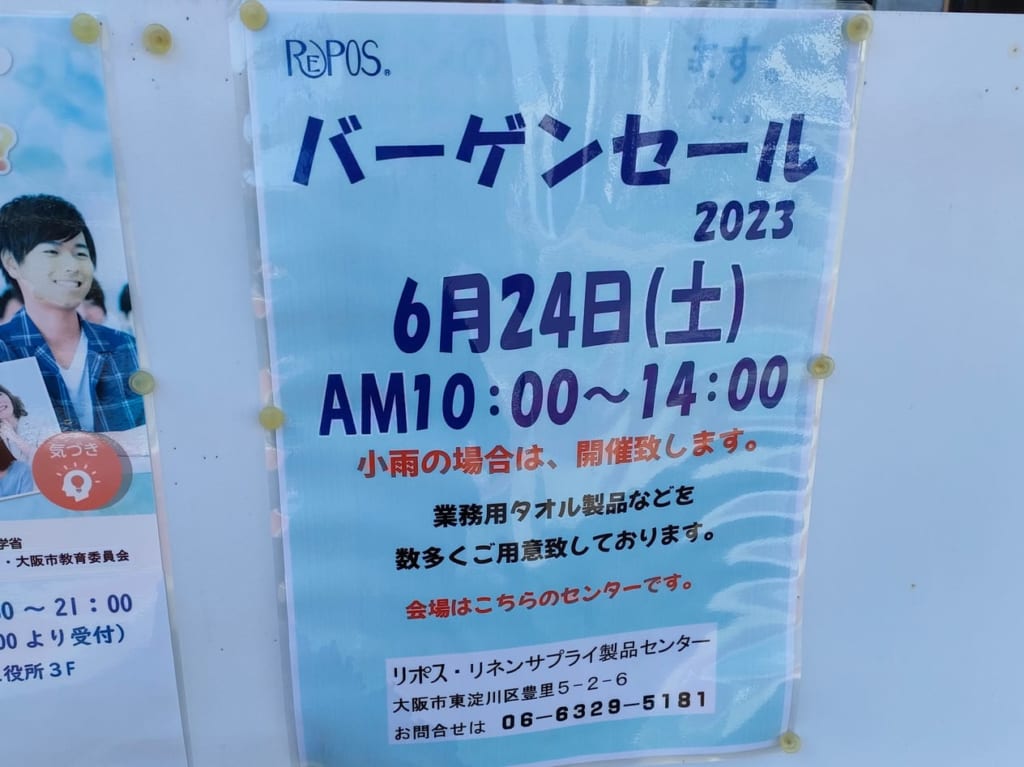 REPOS®
バーゲンセール
2023
6月24日(土)
AM10:00～14:00
小雨の場合は、開催致します。
業務用タオル製品などを
数多くご用意致しております。
会場はこちらのセンターです。
リポス・リネンサプライ製品センター
大阪市東淀川区豊里5-2-6
お問合せは 06-6329-5181
気づき
学省
・大阪市教育委員会
0～21:00
00より受付)
役所3F
ます。